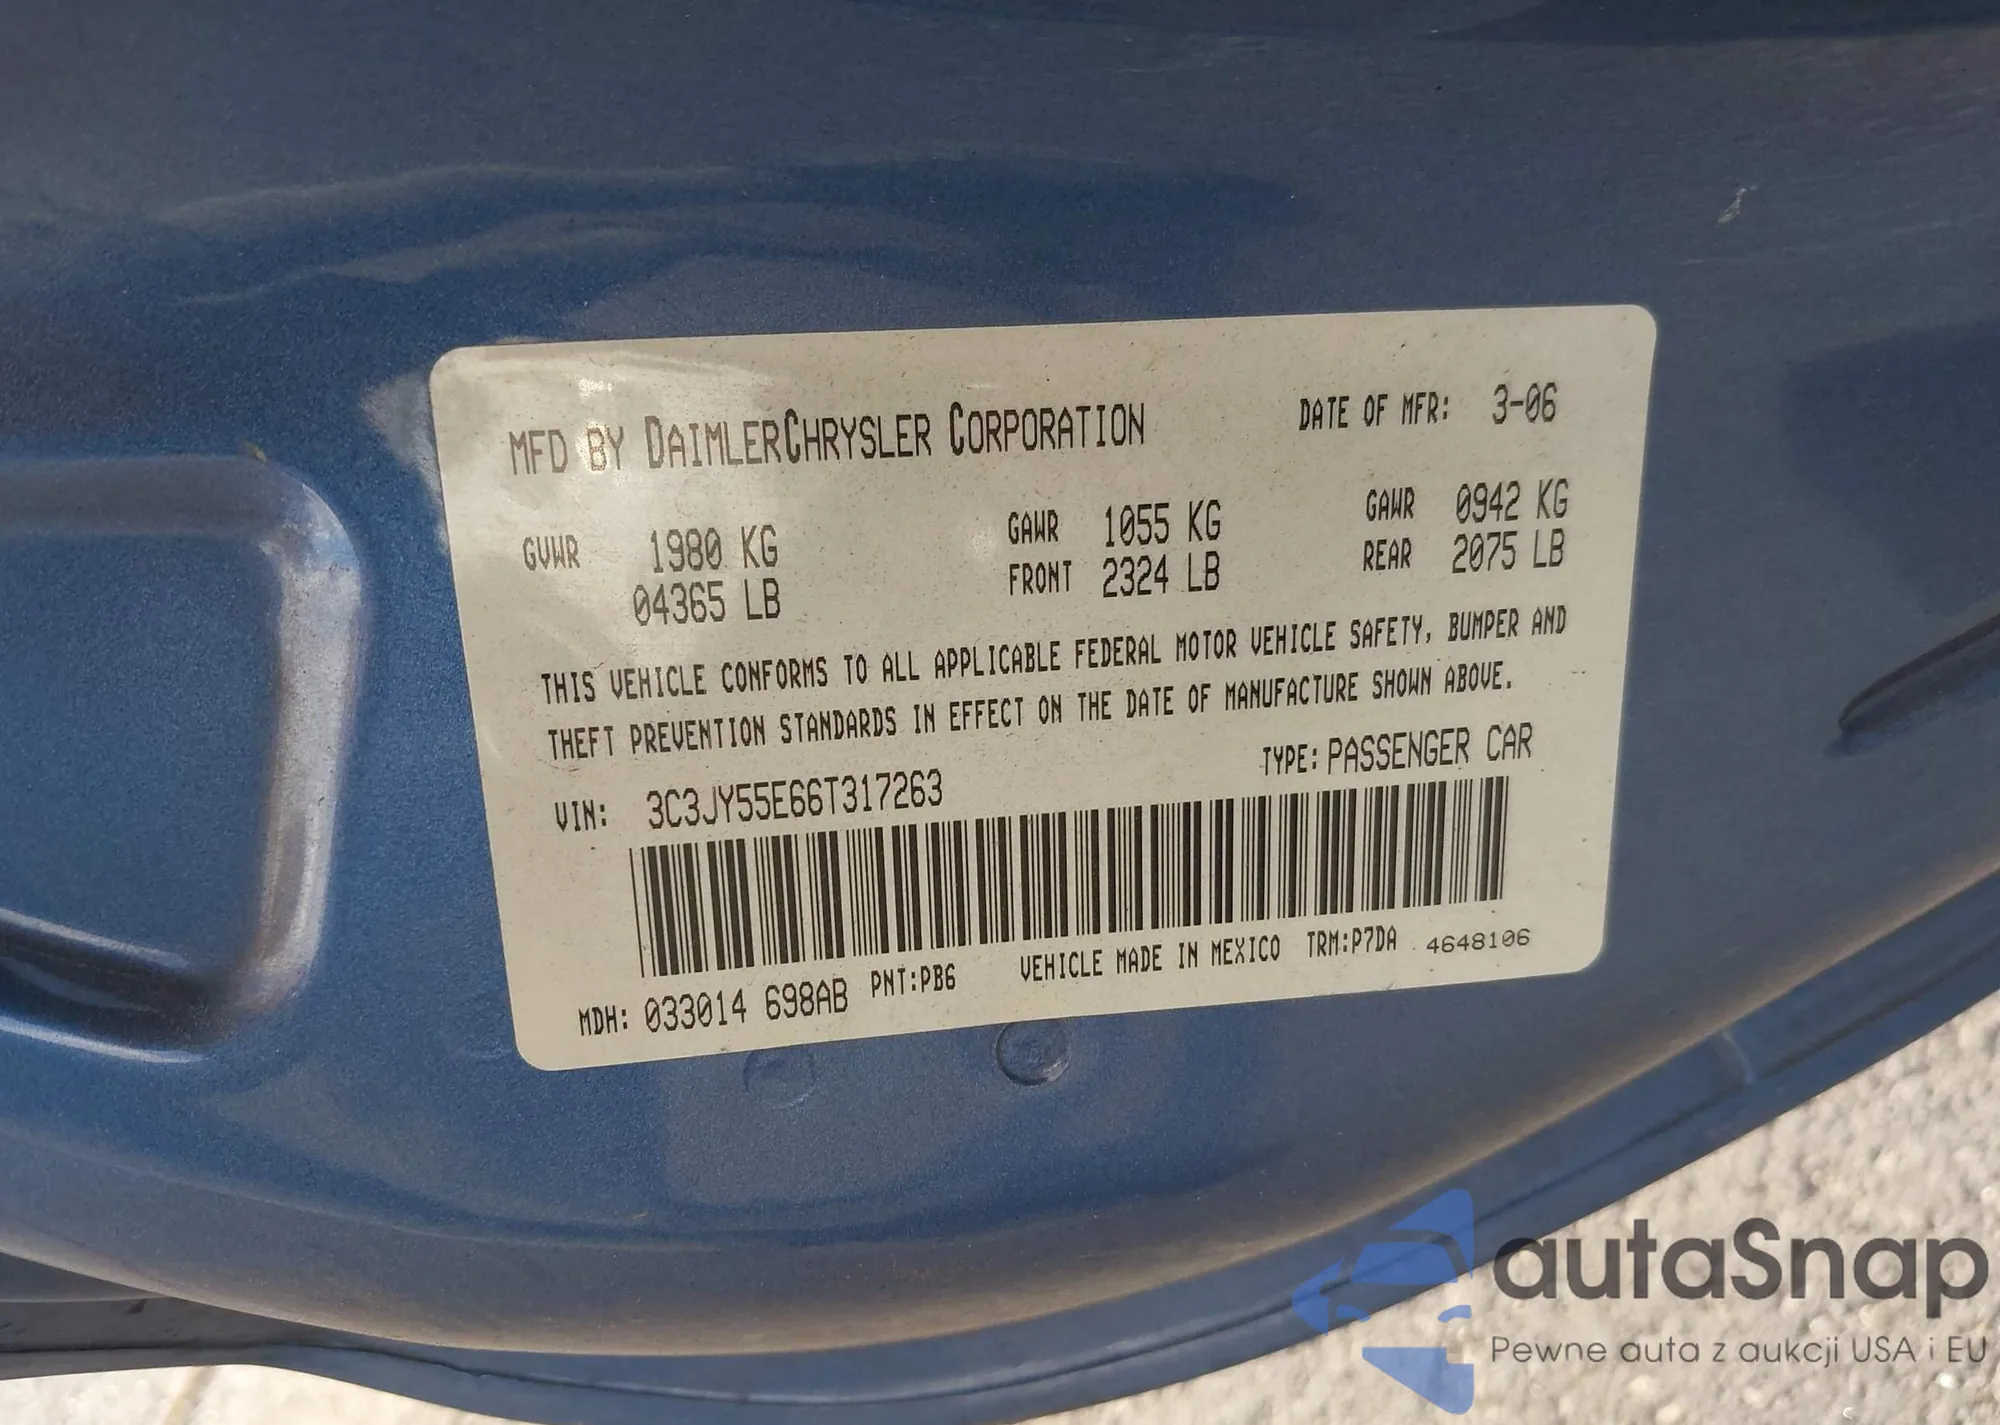 MFD BY DAIMLERCHRYSLER CORPORATION DATE OF MFR: 3-06
GVWR 1980 KG GAWR 1055 KG GAWR 0942 KG
04365 LB FRONT 2324 LB REAR 2075 LB
THIS VEHICLE CONFORMS TO ALL APPLICABLE FEDERAL MOTOR VEHICLE SAFETY, BUMPER AND
THEFT PREVENTION STANDARDS IN EFFECT ON THE DATE OF MANUFACTURE SHOWN ABOVE.
VIN: 3C3JY55E66T317263 TYPE: PASSENGER CAR
MDH: 033014 698AB PNT:PB6 VEHICLE MADE IN MEXICO TRM:P7DA 4648106
autaSnap
Pewne auta z aukcji USA i EU